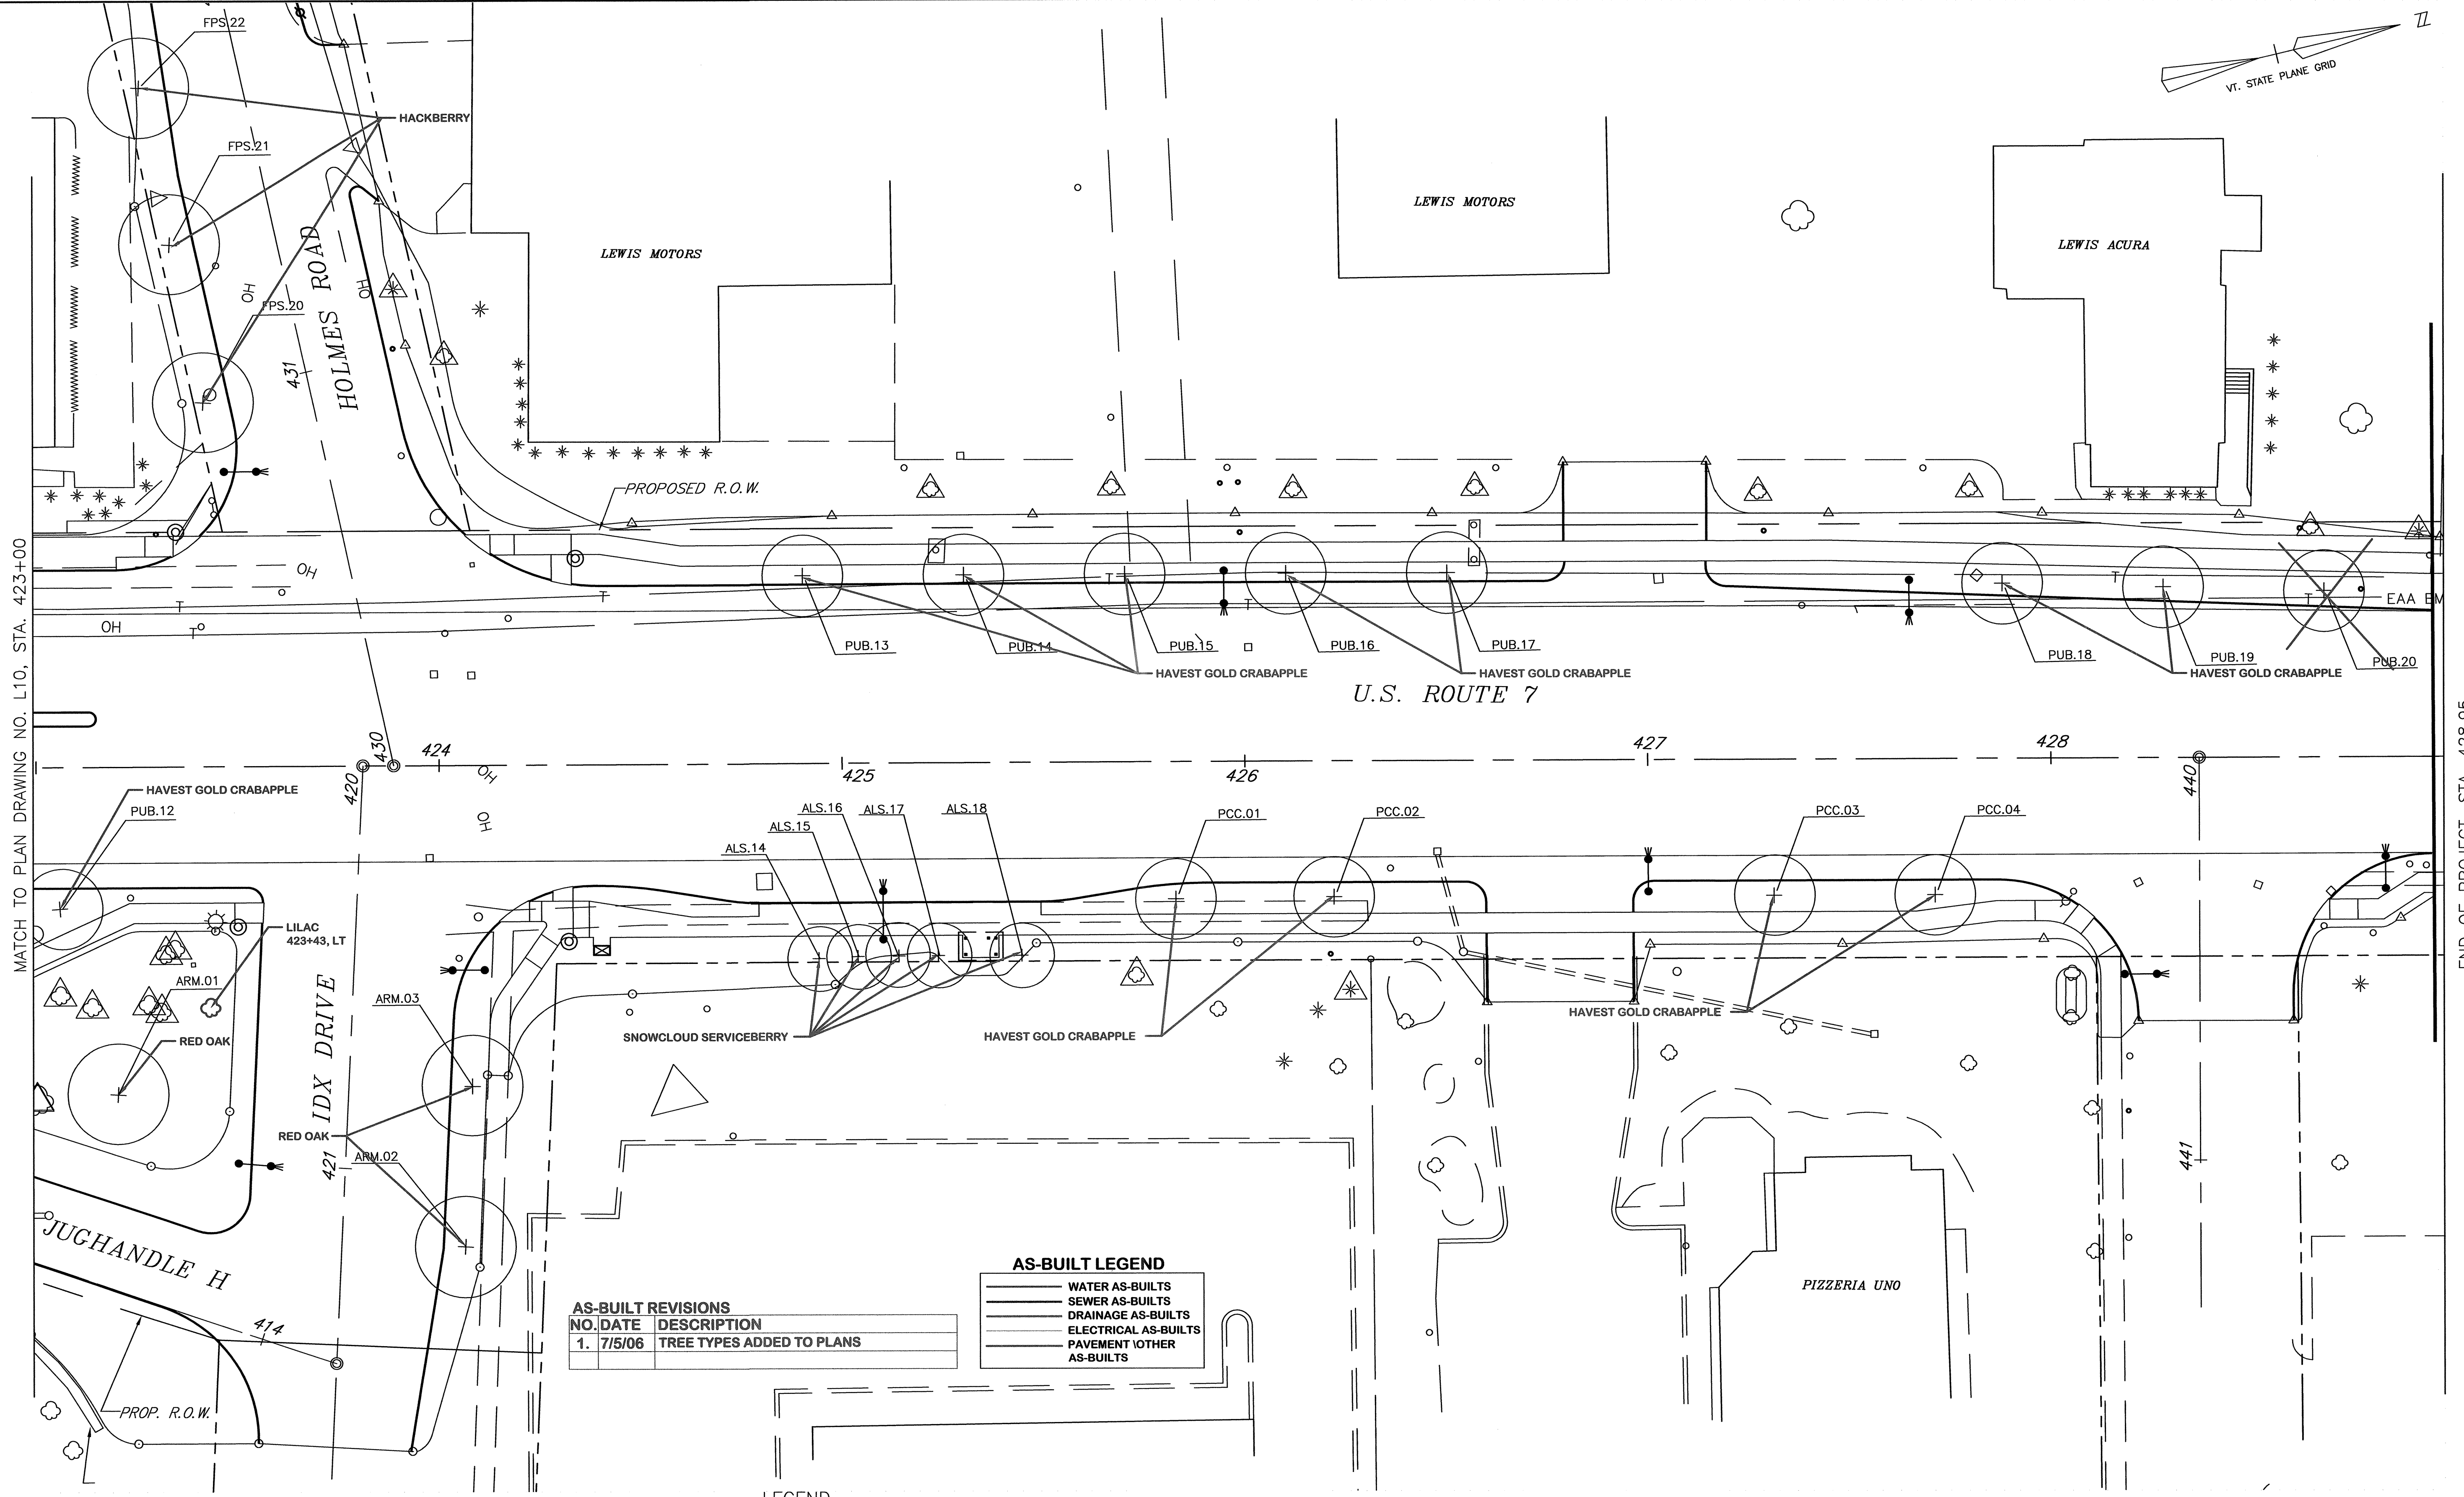 FPS.22
HACKBERRY
FPS.21
FPS.20
OH
OH
HOLMES ROAD
431
LEWIS MOTORS
LEWIS MOTORS
LEWIS ACURA
VT. STATE PLANE GRID
PROPOSED R.O.W.
MATCH TO PLAN DRAWING NO. L10, STA. 423+00
OH
OH
T
T
T
T
T
T
T
EAA BM
PUB.13
PUB.14
PUB.15
PUB.16
PUB.17
PUB.18
PUB.19
PUB.20
HAVEST GOLD CRABAPPLE
HAVEST GOLD CRABAPPLE
HAVEST GOLD CRABAPPLE
U.S. ROUTE 7
420
430
424
425
426
427
428
440
OH
OH
HAVEST GOLD CRABAPPLE
PUB.12
ALS.14
ALS.15
ALS.16
ALS.17
ALS.18
PCC.01
PCC.02
PCC.03
PCC.04
LILAC
423+43, LT
ARM.01
RED OAK
IDX DRIVE
ARM.03
SNOWCLOUD SERVICEBERRY
HAVEST GOLD CRABAPPLE
HAVEST GOLD CRABAPPLE
RED OAK
421
ARM.02
441
JUGHANDLE H
414
PROP. R.O.W.
PIZZERIA UNO
AS-BUILT REVISIONS
NO. DATE DESCRIPTION
1. 7/5/06 TREE TYPES ADDED TO PLANS
AS-BUILT LEGEND
WATER AS-BUILTS
SEWER AS-BUILTS
DRAINAGE AS-BUILTS
ELECTRICAL AS-BUILTS
PAVEMENT \OTHER
AS-BUILTS
LEGEND